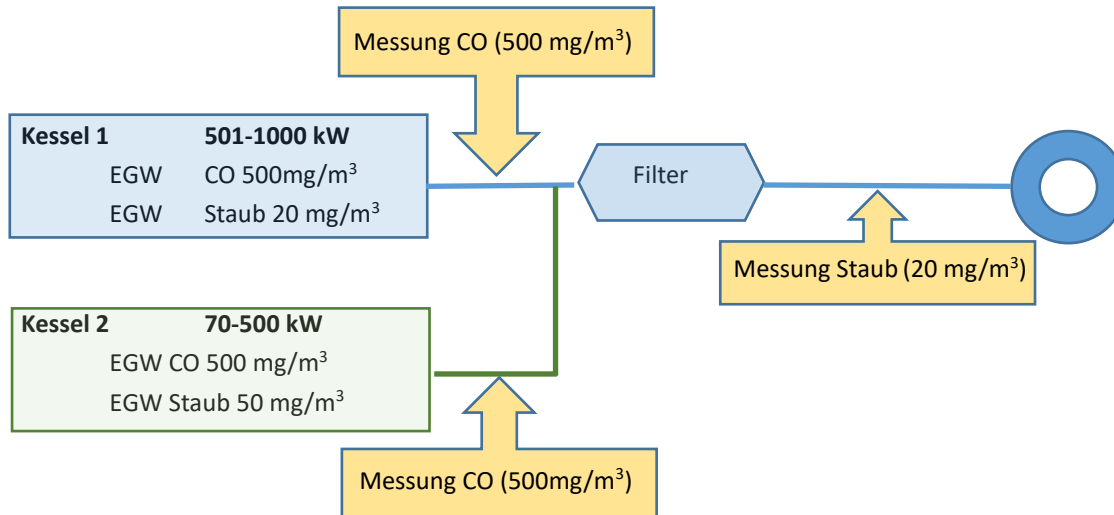 Messung CO (500 mg/m³)
Kessel 1 501-1000 kW
EGW CO 500mg/m³
EGW Staub 20 mg/m³
Filter
Messung Staub (20 mg/m³)
Kessel 2 70-500 kW
EGW CO 500 mg/m³
EGW Staub 50 mg/m³
Messung CO (500mg/m³)